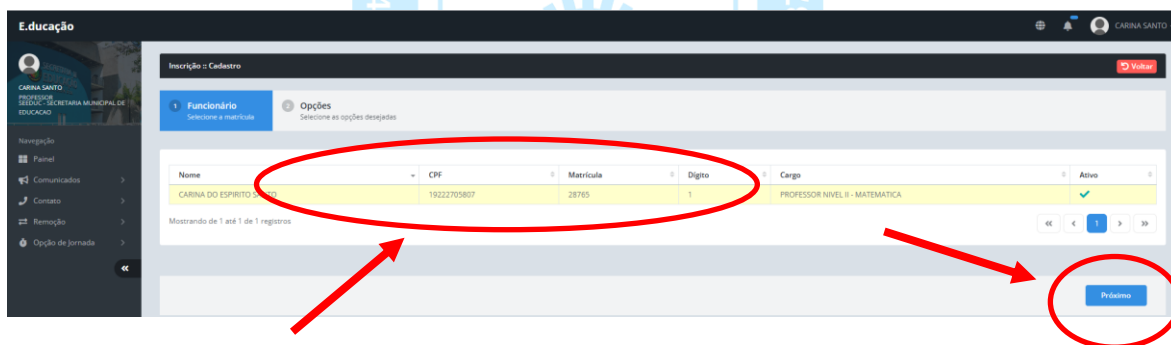 E.ducação
CARINA SANTO
CARINA SANTO
PROFESSOR
SEEDUC - SECRETARIA MUNICIPAL DE
EDUCACAO
Navegação
Painel
Comunicados
Contato
Remoção
Opção de Jornada
Inscrição :: Cadastro
Voltar
1 Funcionário
Selecione a matrícula
2 Opções
Selecione as opções desejadas
Nome CPF Matrícula Dígito Cargo Ativo
CARINA DO ESPIRITO SANTO 19222705807 28765 1 PROFESSOR NIVEL II - MATEMATICA
Mostrando de 1 até 1 de 1 registros
1
Próximo